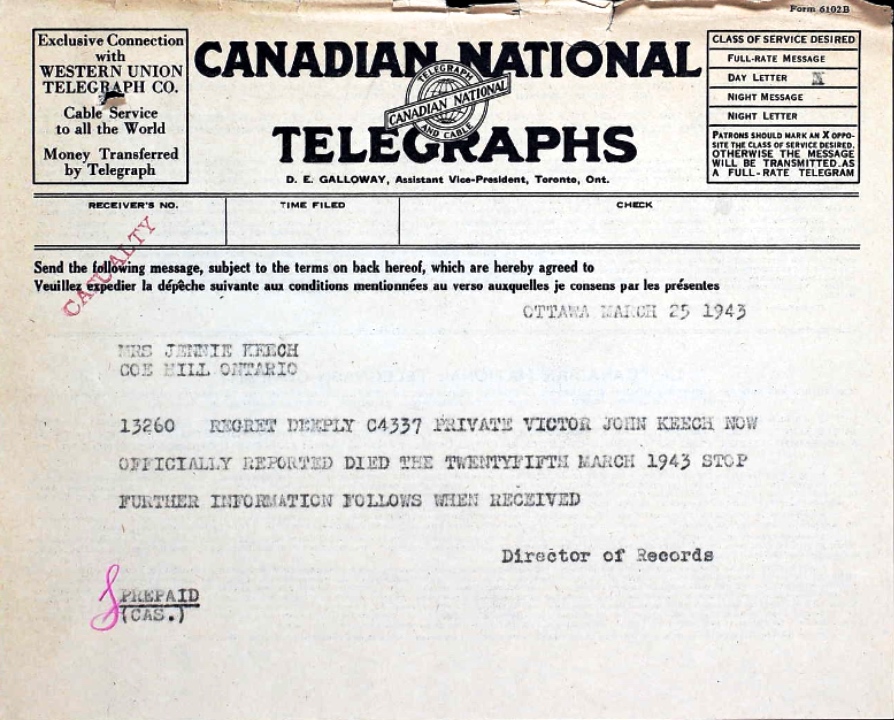 Form 6102B
Exclusive Connection
with
WESTERN UNION
TELEGRAPH CO.
Cable Service
to all the World
Money Transferred
by Telegraph
CANADIAN NATIONAL
TELEGRAPH
CANADIAN NATIONAL
AND CABLE
TELEGRAPHS
D. E. GALLOWAY, Assistant Vice-President, Toronto, Ont.
CLASS OF SERVICE DESIRED
FULL-RATE MESSAGE
DAY LETTER X
NIGHT MESSAGE
NIGHT LETTER
PATRONS SHOULD MARK AN X OPPO-
SITE THE CLASS OF SERVICE DESIRED.
OTHERWISE THE MESSAGE
WILL BE TRANSMITTED AS
A FULL-RATE TELEGRAM
RECEIVER'S NO. TIME FILED CHECK
CASUALTY
Send the following message, subject to the terms on back hereof, which are hereby agreed to
Veuillez expedier la dépêche suivante aux conditions mentionnées au verso auxquelles je consens par les présentes
OTTAWA MARCH 25 1943
MRS JENNIE KEECH
COE HILL ONTARIO
13260 REGRET DEEPLY C4337 PRIVATE VICTOR JOHN KEECH NOW
OFFICIALLY REPORTED DIED THE TWENTYFIFTH MARCH 1943 STOP
FURTHER INFORMATION FOLLOWS WHEN RECEIVED
Director of Records
PREPAID
(CAS.)